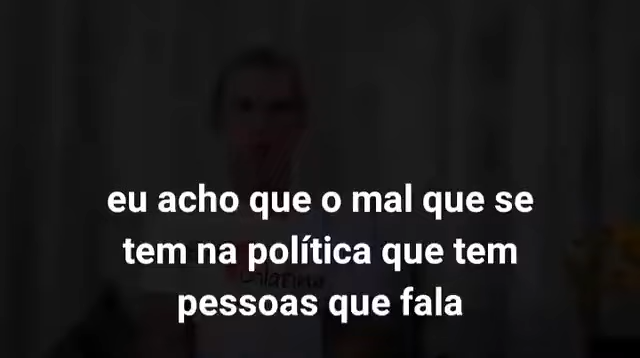 eu acho que o mal que se
tem na política que tem
pessoas que fala